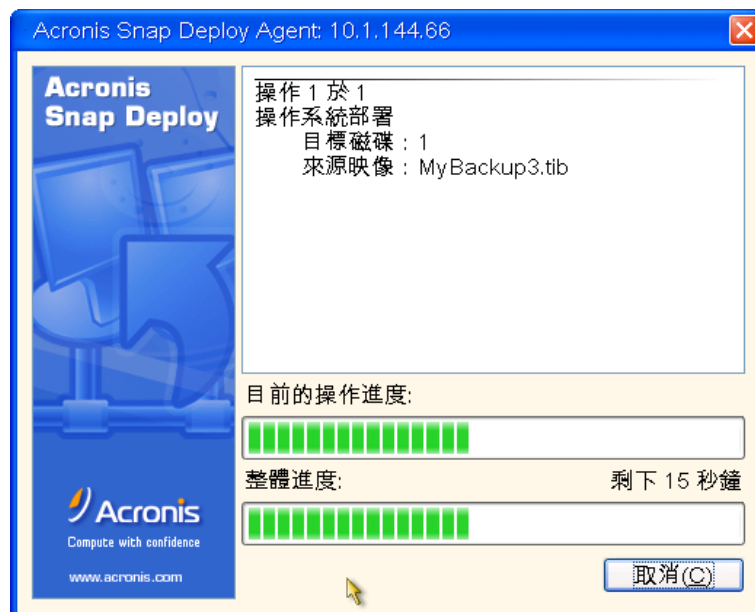 Acronis Snap Deploy Agent: 10.1.144.66
Acronis
Snap Deploy
操作 1 於 1
操作系統部署
目標磁碟：1
來源映像：MyBackup3.tib
目前的操作進度:
整體進度:
剩下 15 秒鐘
Acronis
Compute with confidence
www.acronis.com
取消(C)